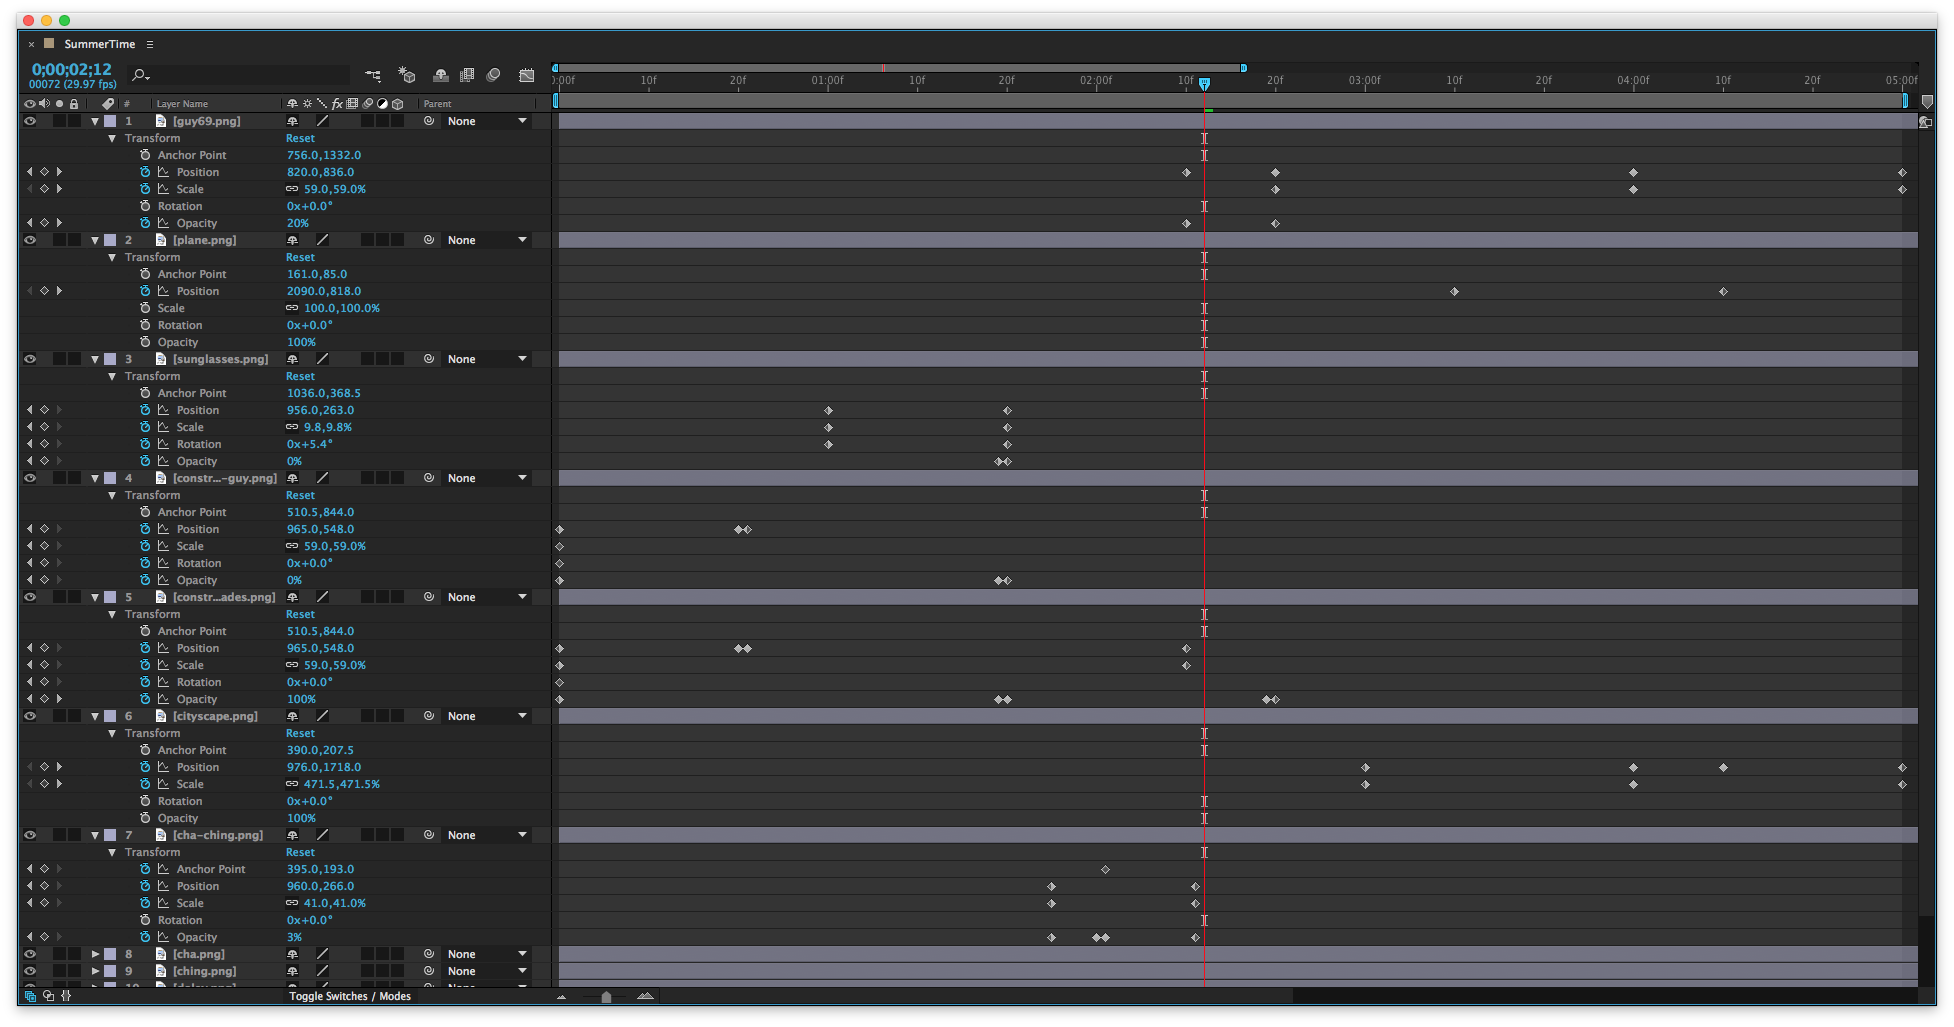 SummerTime
0;00;02;12
00072 (29.97 fps)
:00f 10f 20f 01:00f 10f 20f 02:00f 10f 20f 03:00f 10f 20f 04:00f 10f 20f 05:00f
# Layer Name fx Parent
1 [guy69.png] None
Transform Reset
Anchor Point 756.0,1332.0
Position 820.0,836.0
Scale 59.0,59.0%
Rotation 0x+0.0°
Opacity 20%
2 [plane.png] None
Transform Reset
Anchor Point 161.0,85.0
Position 2090.0,818.0
Scale 100.0,100.0%
Rotation 0x+0.0°
Opacity 100%
3 [sunglasses.png] None
Transform Reset
Anchor Point 1036.0,368.5
Position 956.0,263.0
Scale 9.8,9.8%
Rotation 0x+5.4°
Opacity 0%
4 [constr...-guy.png] None
Transform Reset
Anchor Point 510.5,844.0
Position 965.0,548.0
Scale 59.0,59.0%
Rotation 0x+0.0°
Opacity 0%
5 [constr...ades.png] None
Transform Reset
Anchor Point 510.5,844.0
Position 965.0,548.0
Scale 59.0,59.0%
Rotation 0x+0.0°
Opacity 100%
6 [cityscape.png] None
Transform Reset
Anchor Point 390.0,207.5
Position 976.0,1718.0
Scale 471.5,471.5%
Rotation 0x+0.0°
Opacity 100%
7 [cha-ching.png] None
Transform Reset
Anchor Point 395.0,193.0
Position 960.0,266.0
Scale 41.0,41.0%
Rotation 0x+0.0°
Opacity 3%
8 [cha.png] None
9 [ching.png] None
Toggle Switches / Modes